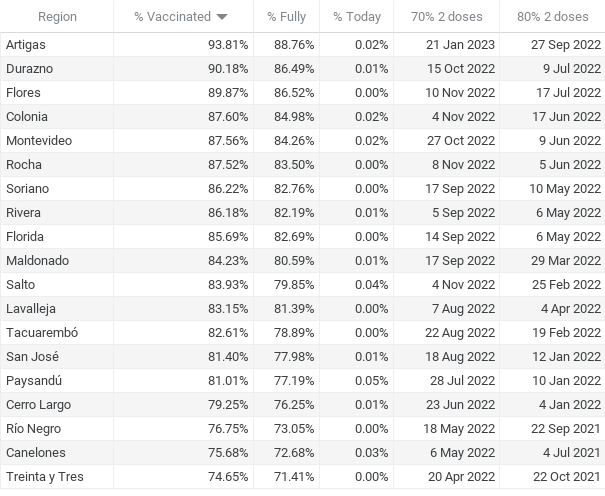 Region % Vaccinated % Fully % Today 70% 2 doses 80% 2 doses
Artigas 93.81% 88.76% 0.02% 21 Jan 2023 27 Sep 2022
Durazno 90.18% 86.49% 0.01% 15 Oct 2022 9 Jul 2022
Flores 89.87% 86.52% 0.00% 10 Nov 2022 17 Jul 2022
Colonia 87.60% 84.98% 0.02% 4 Nov 2022 17 Jun 2022
Montevideo 87.56% 84.26% 0.02% 27 Oct 2022 9 Jun 2022
Rocha 87.52% 83.50% 0.00% 8 Nov 2022 5 Jun 2022
Soriano 86.22% 82.76% 0.00% 17 Sep 2022 10 May 2022
Rivera 86.18% 82.19% 0.01% 5 Sep 2022 6 May 2022
Florida 85.69% 82.69% 0.00% 14 Sep 2022 6 May 2022
Maldonado 84.23% 80.59% 0.01% 17 Sep 2022 29 Mar 2022
Salto 83.93% 79.85% 0.04% 4 Nov 2022 25 Feb 2022
Lavalleja 83.15% 81.39% 0.00% 7 Aug 2022 4 Apr 2022
Tacuarembó 82.61% 78.89% 0.00% 22 Aug 2022 19 Feb 2022
San José 81.40% 77.98% 0.01% 18 Aug 2022 12 Jan 2022
Paysandú 81.01% 77.19% 0.05% 28 Jul 2022 10 Jan 2022
Cerro Largo 79.25% 76.25% 0.01% 23 Jun 2022 4 Jan 2022
Río Negro 76.75% 73.05% 0.00% 18 May 2022 22 Sep 2021
Canelones 75.68% 72.68% 0.03% 6 May 2022 4 Jul 2021
Treinta y Tres 74.65% 71.41% 0.00% 20 Apr 2022 22 Oct 2021